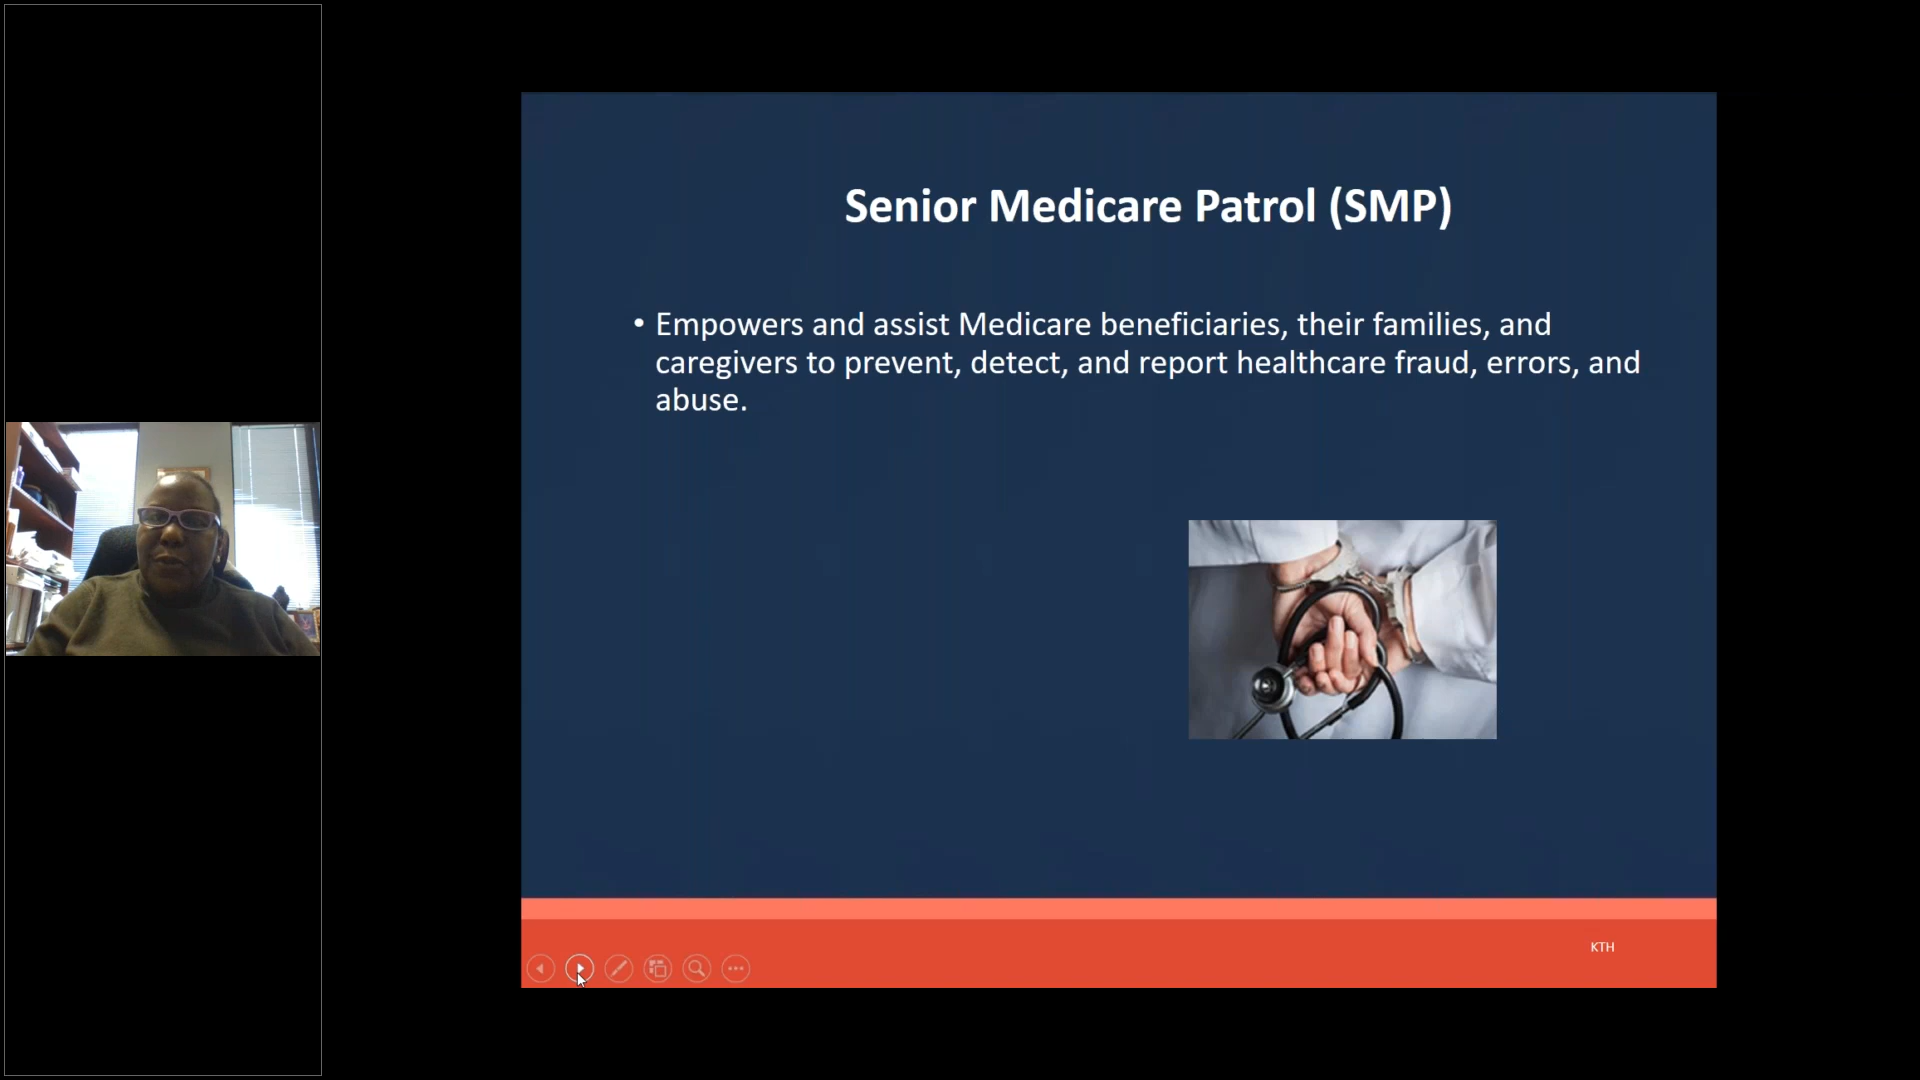 Senior Medicare Patrol (SMP)
• Empowers and assist Medicare beneficiaries, their families, and
caregivers to prevent, detect, and report healthcare fraud, errors, and
abuse.
KTH